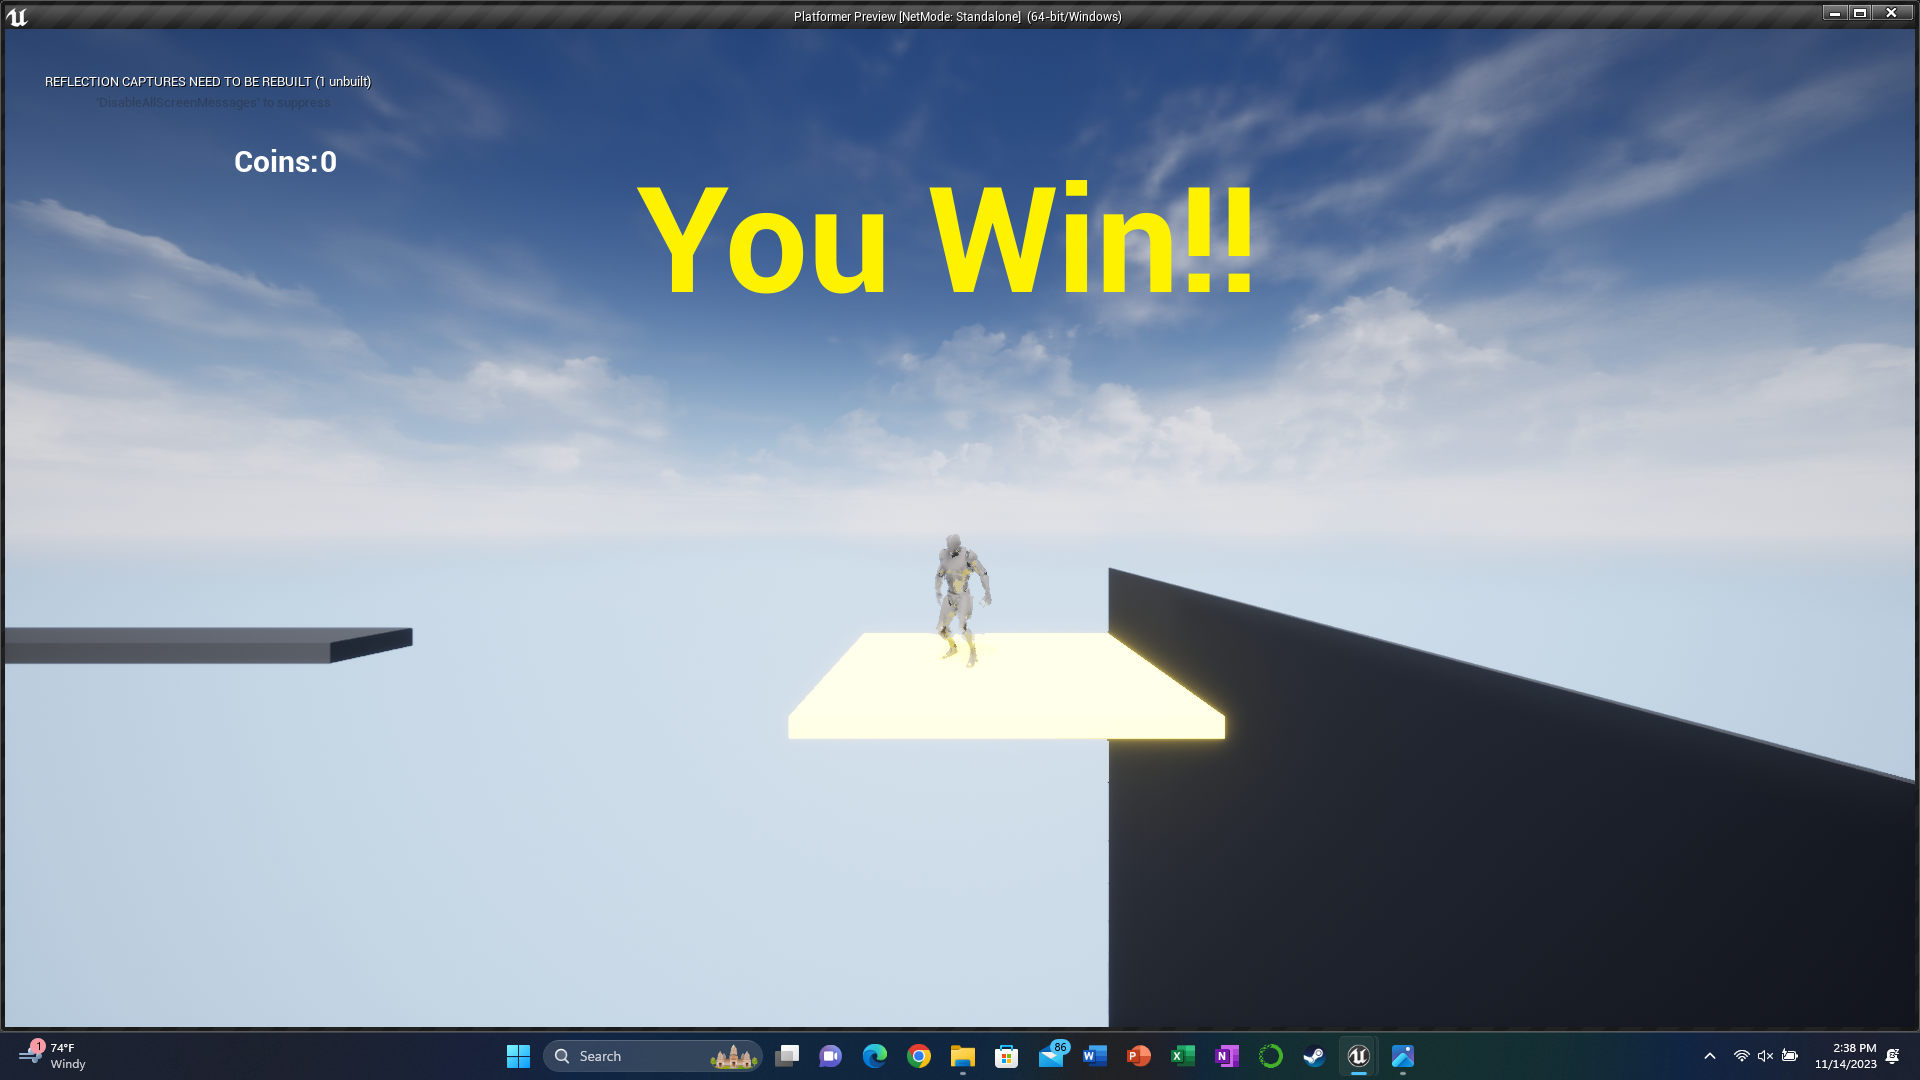 Platformer Preview [NetMode: Standalone] (64-bit/Windows)
REFLECTION CAPTURES NEED TO BE REBUILT (1 unbuilt)
'DisableAllScreenMessages' to suppress
Coins:0
You Win!!
1
74°F
Windy
Search
86
2:38 PM
11/14/2023